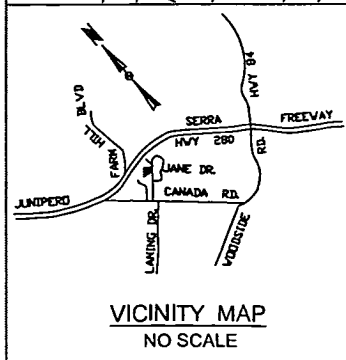 N
HWY 84
FARM HILL BLVD
SERRA FREEWAY
HWY 280
RD.
JANE DR.
CANADA RD.
JUNIPERO
LANING DR.
WOODSIDE
VICINITY MAP
NO SCALE